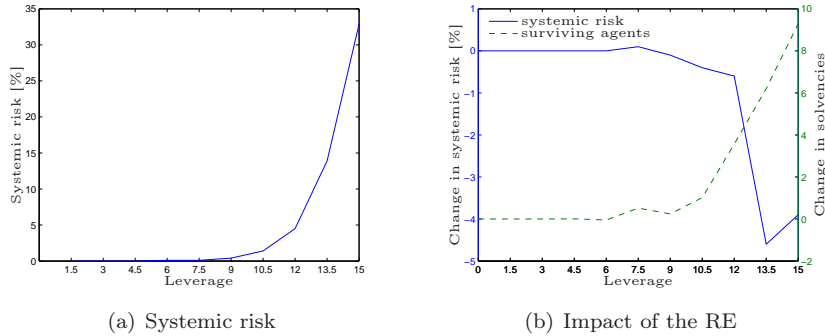 35
30
25
20
15
10
5
0
Systemic risk [%]
1.5 3 4.5 6 7.5 9 10.5 12 13.5 15
Leverage
(a) Systemic risk
1
0
−1
−2
−3
−4
−5
Change in systemic risk [%]
systemic risk
surviving agents
10
8
6
4
2
0
−2
Change in solvencies
0 1.5 3 4.5 6 7.5 9 10.5 12 13.5 15
Leverage
(b) Impact of the RE